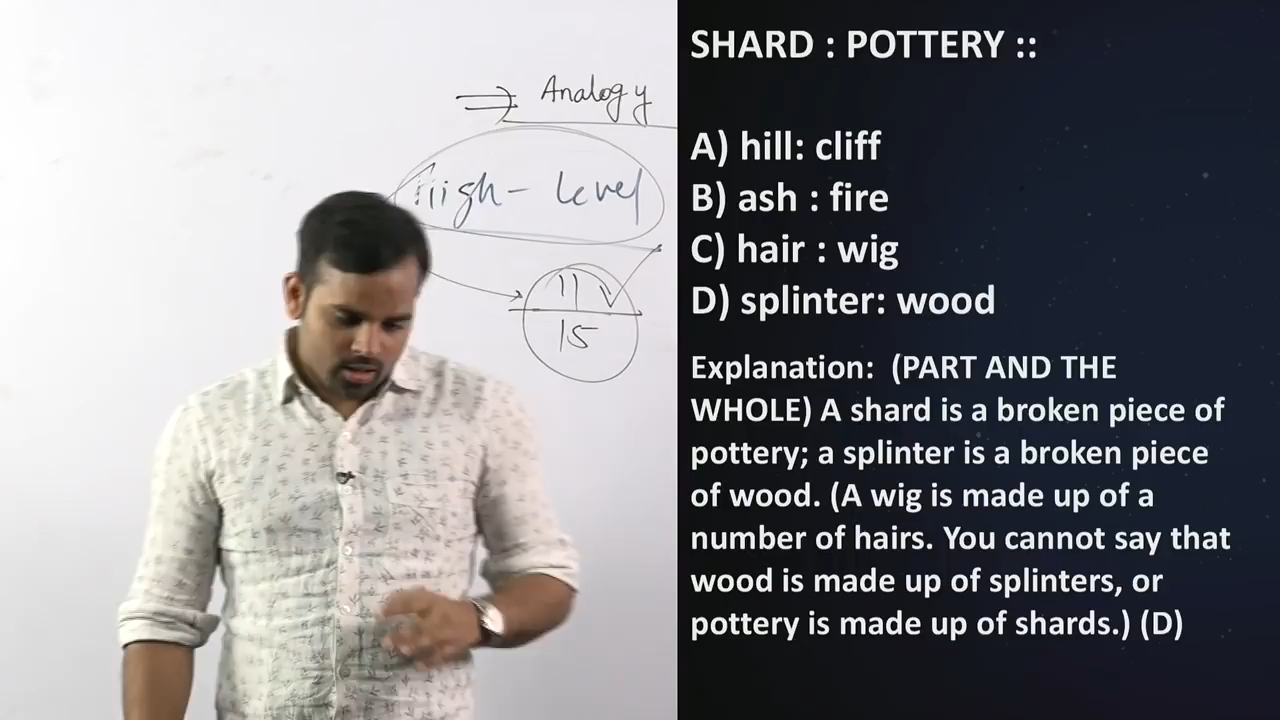 Analogy
High-level
11
15
SHARD : POTTERY ::
A) hill: cliff
B) ash : fire
C) hair : wig
D) splinter: wood
Explanation: (PART AND THE
WHOLE) A shard is a broken piece of
pottery; a splinter is a broken piece
of wood. (A wig is made up of a
number of hairs. You cannot say that
wood is made up of splinters, or
pottery is made up of shards.) (D)